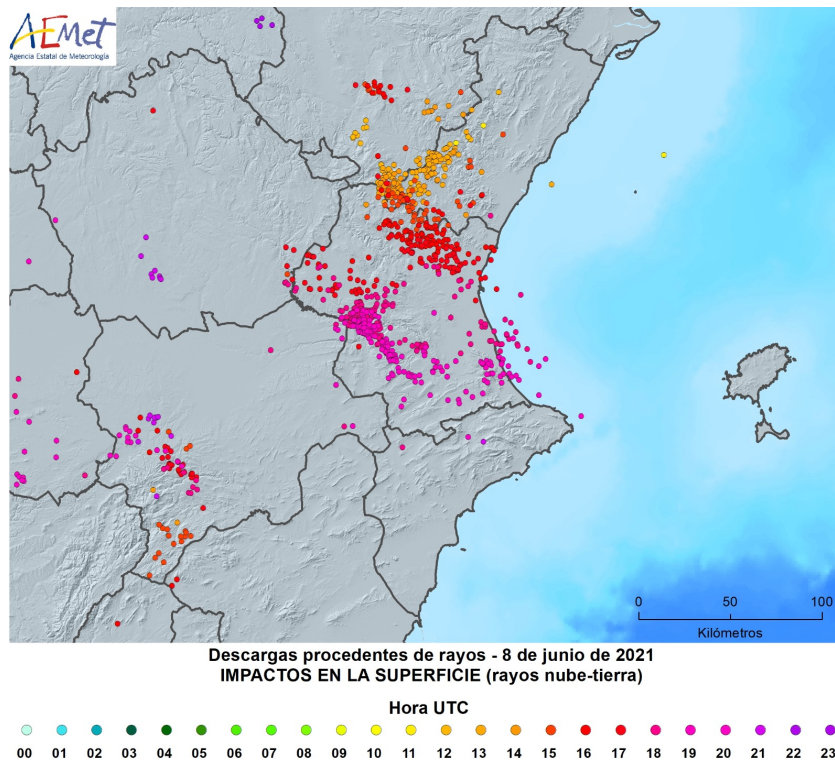 AEMet
Agencia Estatal de Meteorología
0 50 100
Kilómetros
Descargas procedentes de rayos - 8 de junio de 2021
IMPACTOS EN LA SUPERFICIE (rayos nube-tierra)
Hora UTC
00 01 02 03 04 05 06 07 08 09 10 11 12 13 14 15 16 17 18 19 20 21 22 23